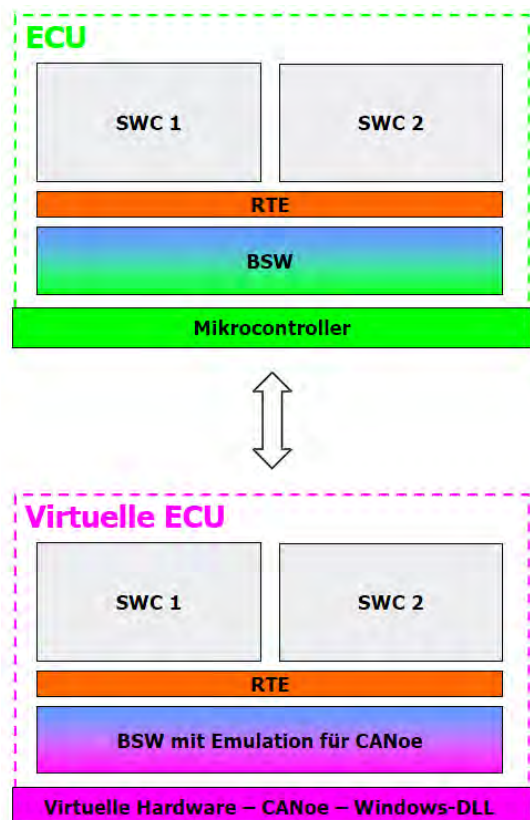 ECU
SWC 1
SWC 2
RTE
BSW
Mikrocontroller
Virtuelle ECU
SWC 1
SWC 2
RTE
BSW mit Emulation für CANoe
Virtuelle Hardware – CANoe – Windows-DLL